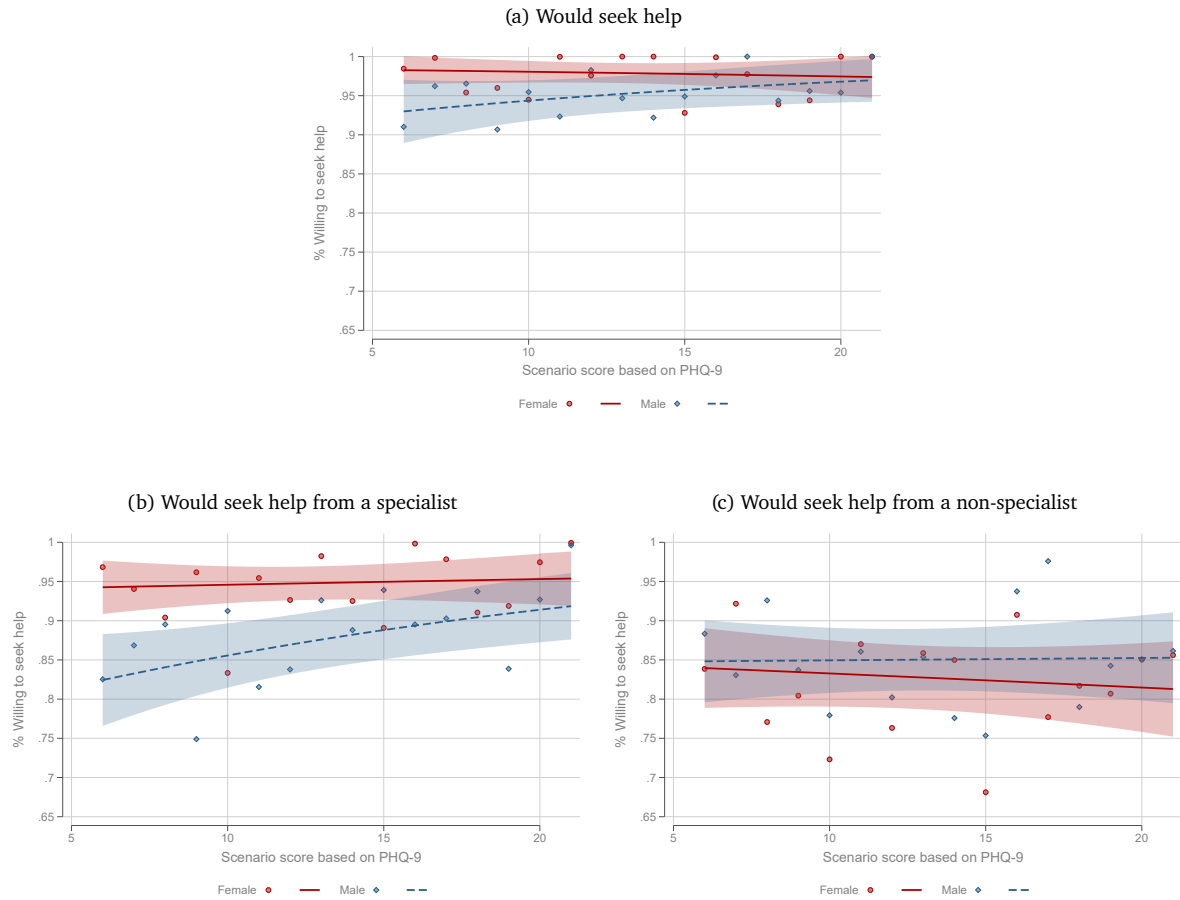 (a) Would seek help
% Willing to seek help
1
.95
.9
.85
.8
.75
.7
.65
5 10 15 20
Scenario score based on PHQ-9
Female Male
(b) Would seek help from a specialist
% Willing to seek help
1
.95
.9
.85
.8
.75
.7
.65
5 10 15 20
Scenario score based on PHQ-9
Female Male
(c) Would seek help from a non-specialist
% Willing to seek help
1
.95
.9
.85
.8
.75
.7
.65
5 10 15 20
Scenario score based on PHQ-9
Female Male